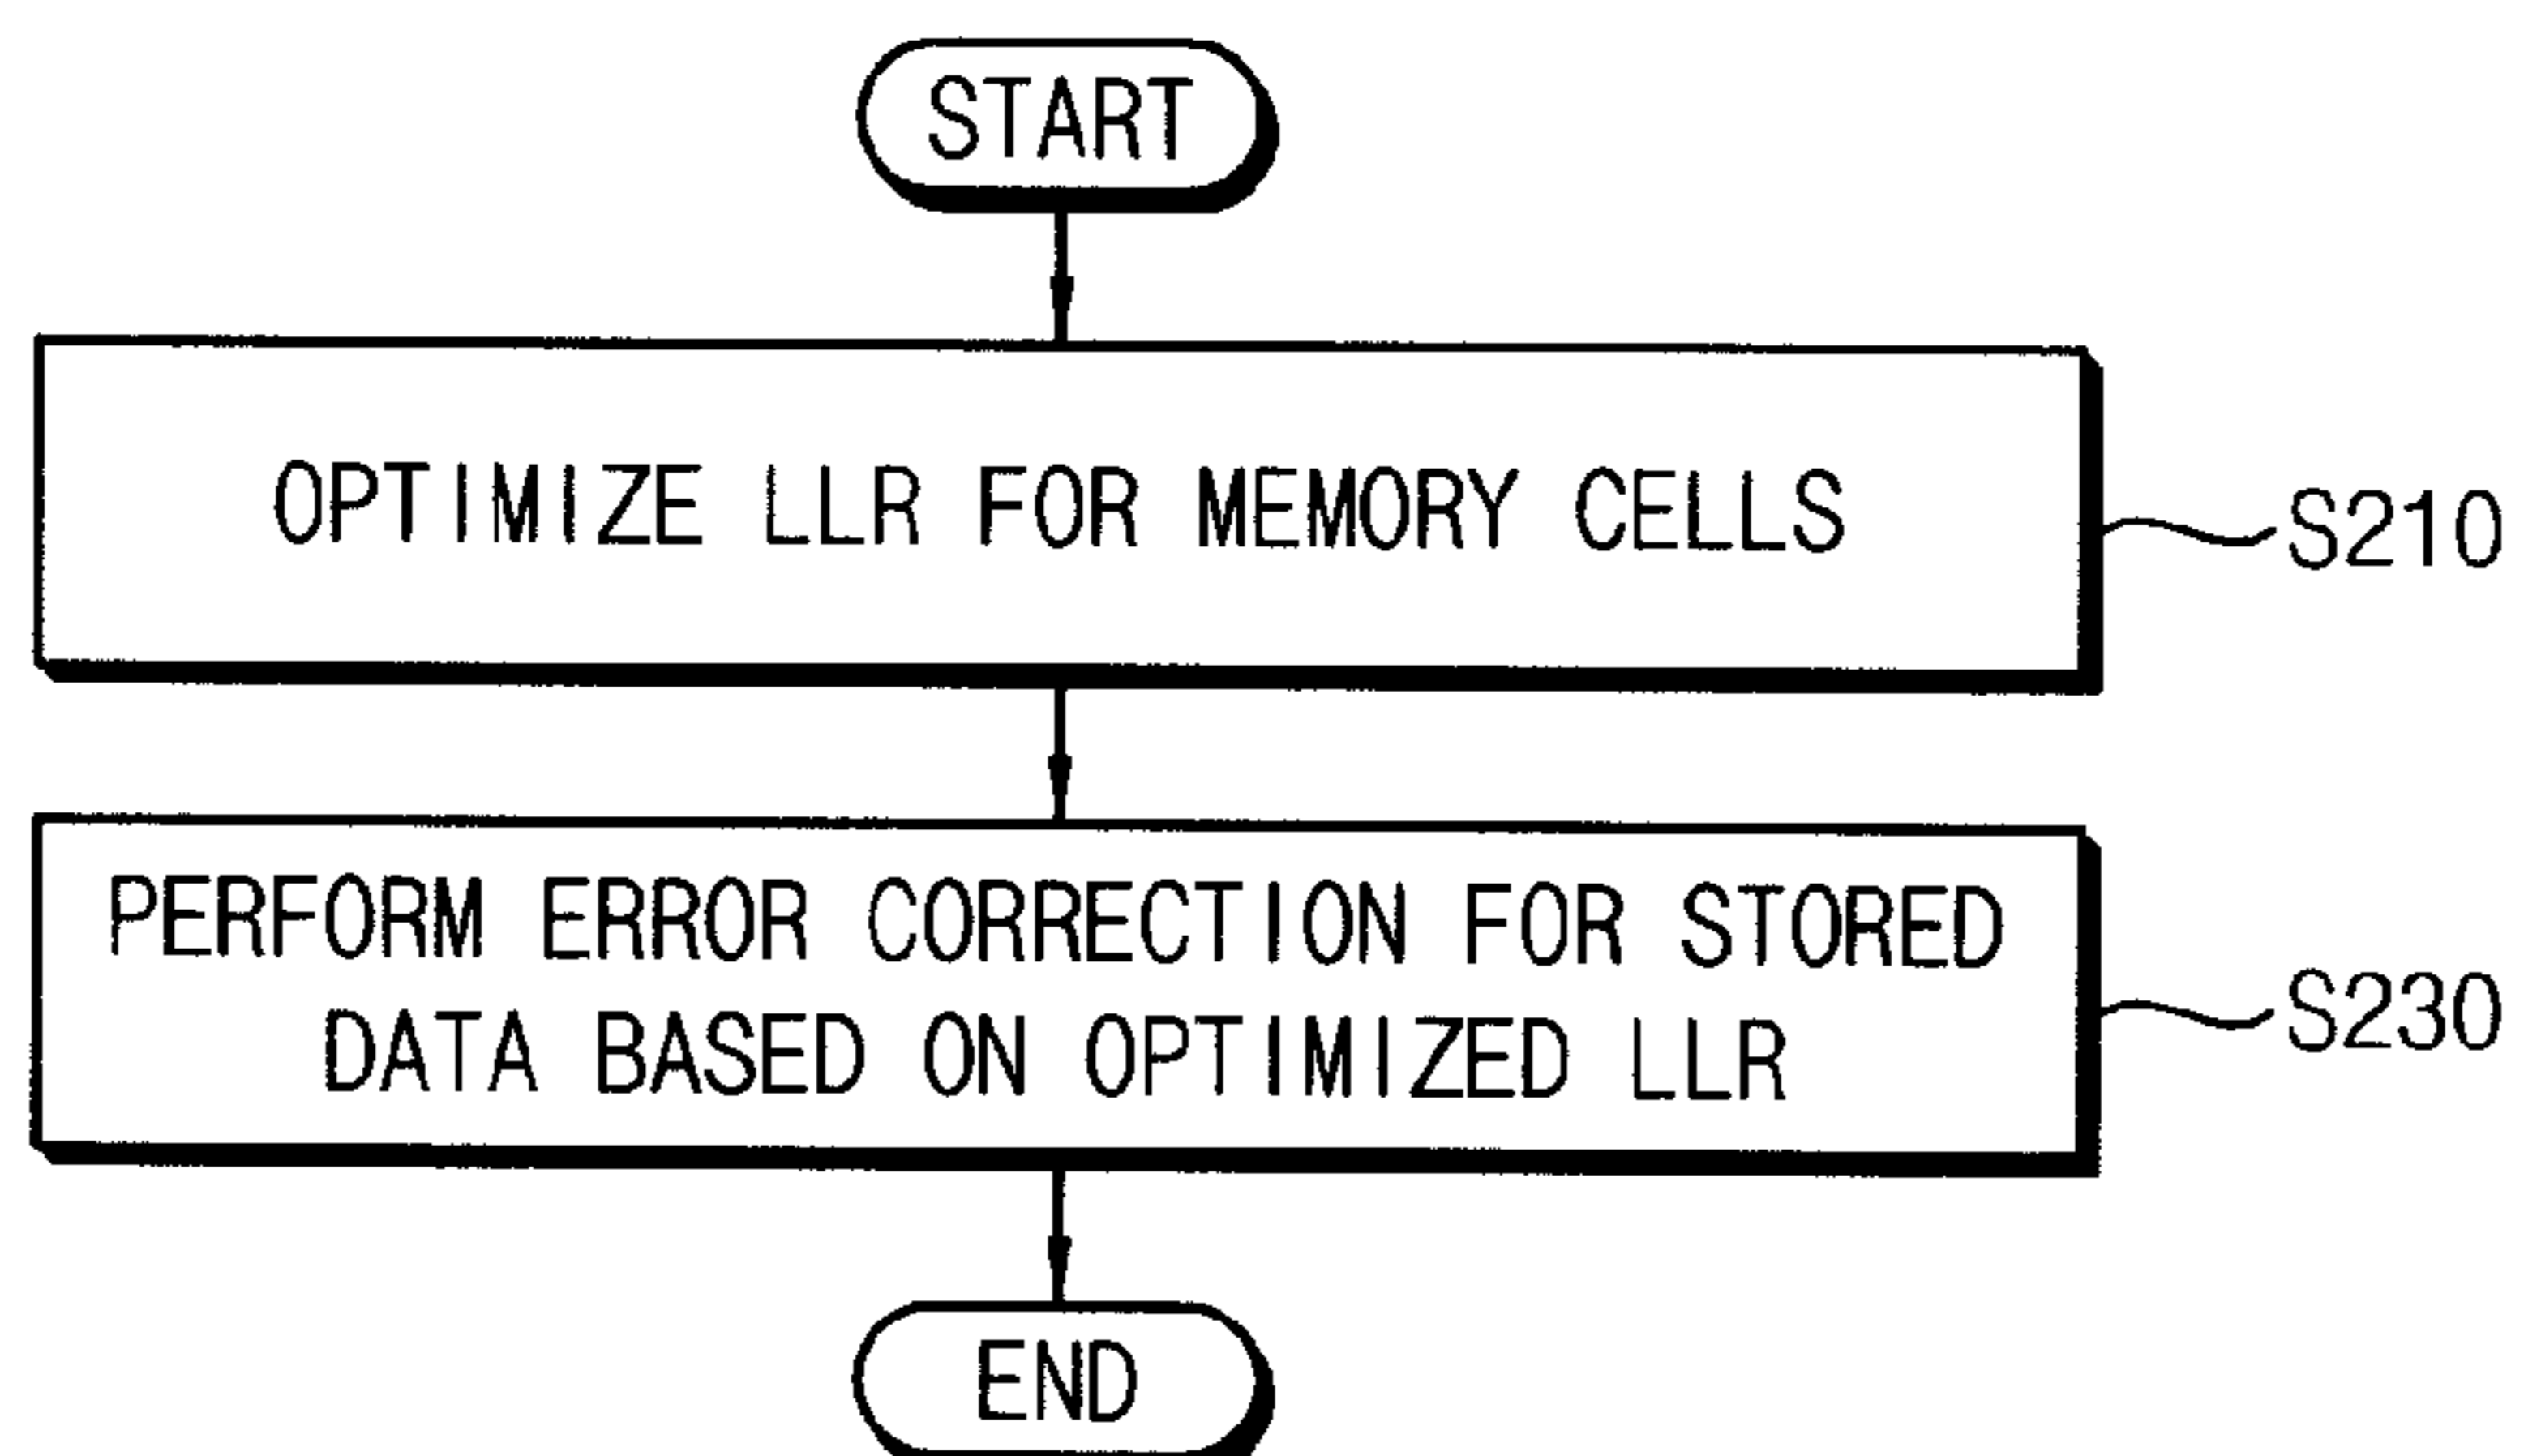 START
OPTIMIZE LLR FOR MEMORY CELLS
S210
PERFORM ERROR CORRECTION FOR STORED
DATA BASED ON OPTIMIZED LLR
S230
END